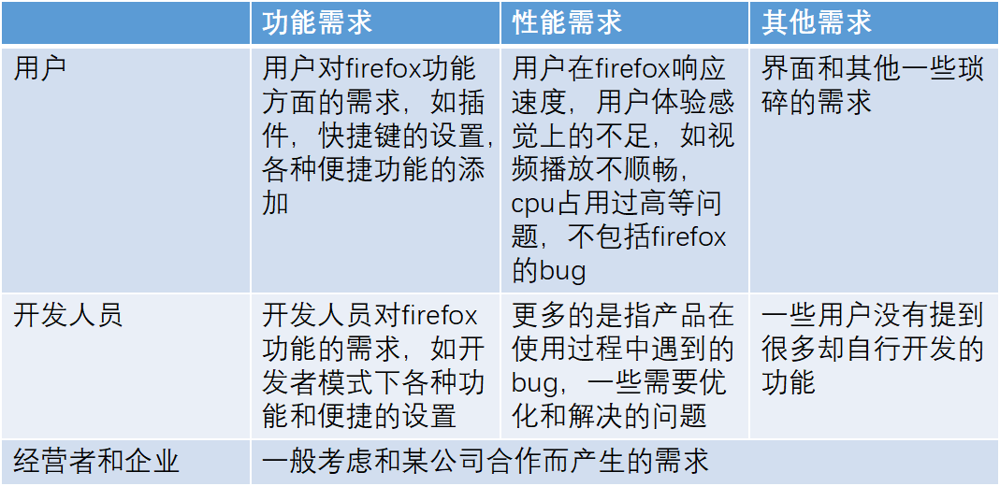 功能需求
性能需求
其他需求
用户
用户对firefox功能
方面的需求，如插
件，快捷键的设置，
各种便捷功能的添
加
用户在firefox响应
速度，用户体验感
觉上的不足，如视
频播放不顺畅，
cpu占用过高等问
题，不包括firefox
的bug
界面和其他一些琐
碎的需求
开发人员
开发人员对firefox
功能的需求，如开
发者模式下各种功
能和便捷的设置
更多的是指产品在
使用过程中遇到的
bug，一些需要优
化和解决的问题
一些用户没有提到
很多却自行开发的
功能
经营者和企业
一般考虑和某公司合作而产生的需求